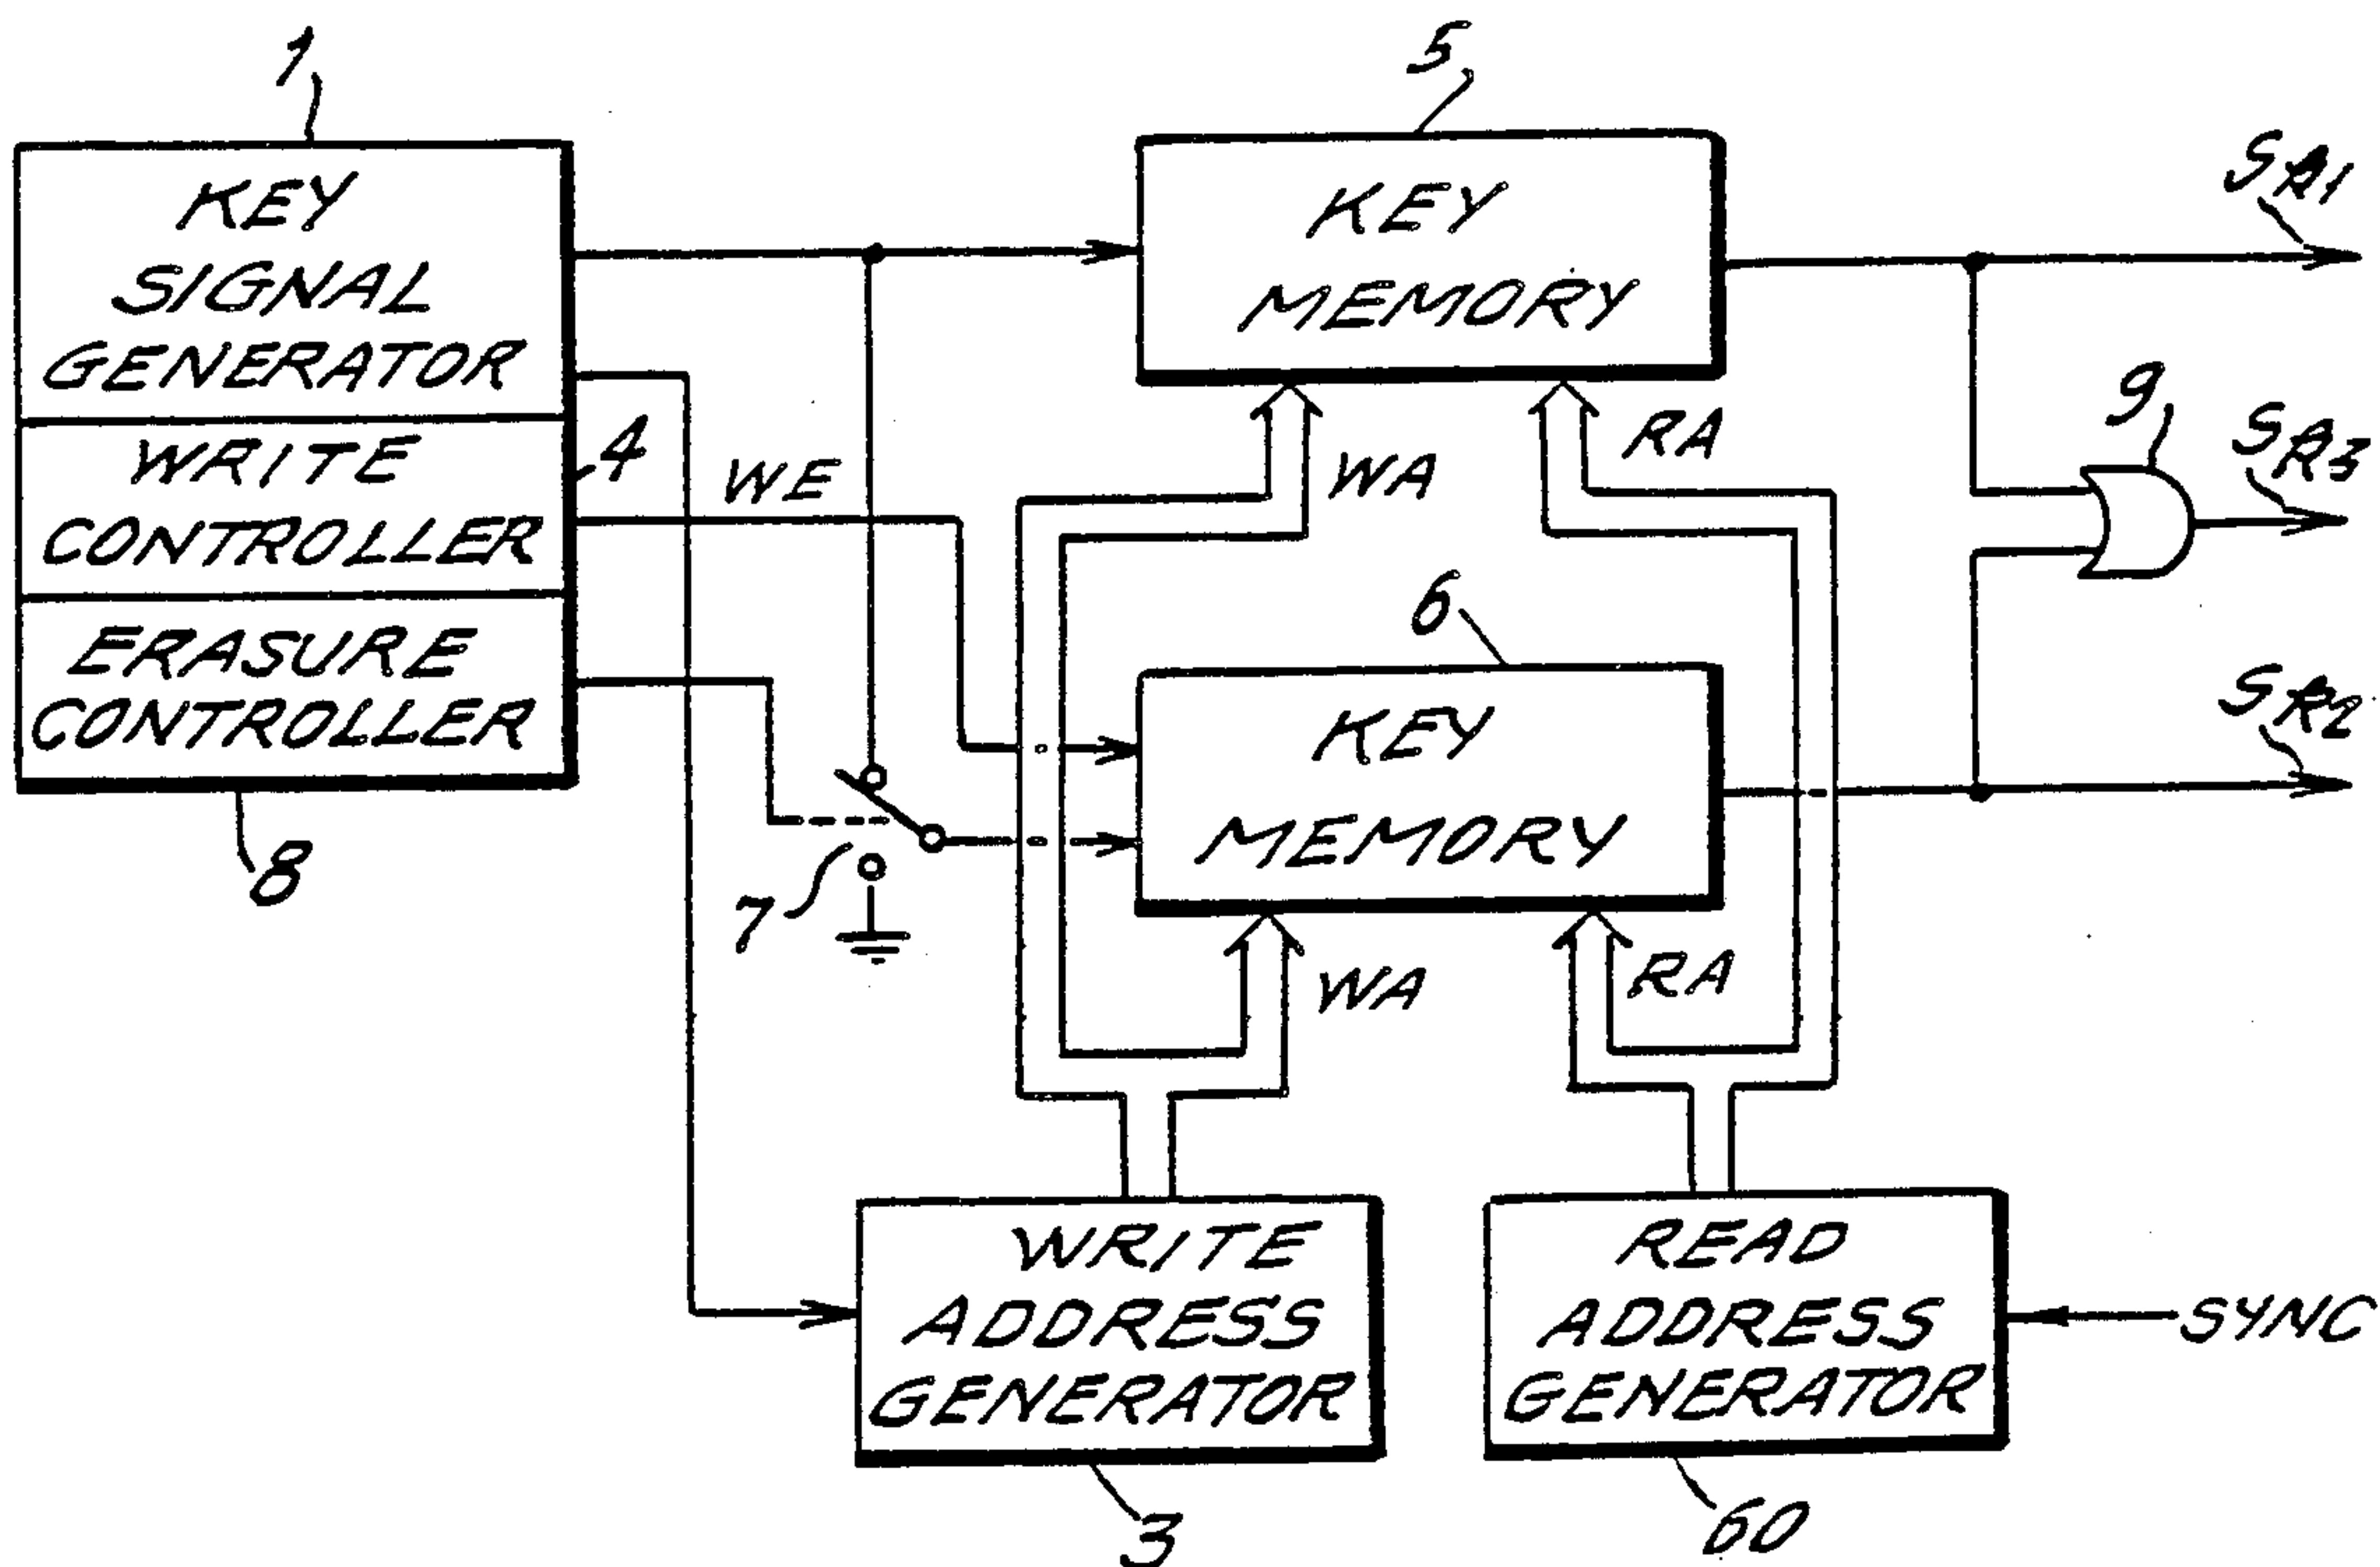 1
5
KEY
SIGNAL
GENERATOR
WRITE
CONTROLLER
ERASURE
CONTROLLER
4
8
WE
7
KEY
MEMORY
WA
RA
6
KEY
MEMORY
WA
RA
SR1
9
SR3
SR2
WRITE
ADDRESS
GENERATOR
3
READ
ADDRESS
GENERATOR
60
SYNC